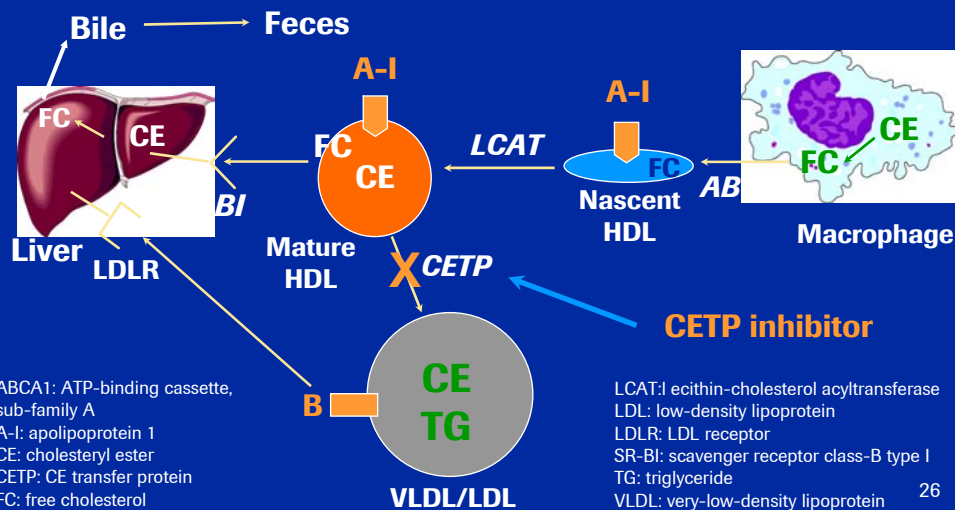 Bile
Feces
A-I
A-I
FC
CE
FC
CE
LCAT
FC
CE
FC
AB
BI
Nascent
HDL
Macrophage
Liver
LDLR
Mature
HDL
X
CETP
CETP inhibitor
CE
TG
B
VLDL/LDL
ABCA1: ATP-binding cassette,
sub-family A
A-I: apolipoprotein 1
CE: cholesteryl ester
CETP: CE transfer protein
FC: free cholesterol
LCAT:l ecithin-cholesterol acyltransferase
LDL: low-density lipoprotein
LDLR: LDL receptor
SR-BI: scavenger receptor class-B type I
TG: triglyceride
VLDL: very-low-density lipoprotein
26